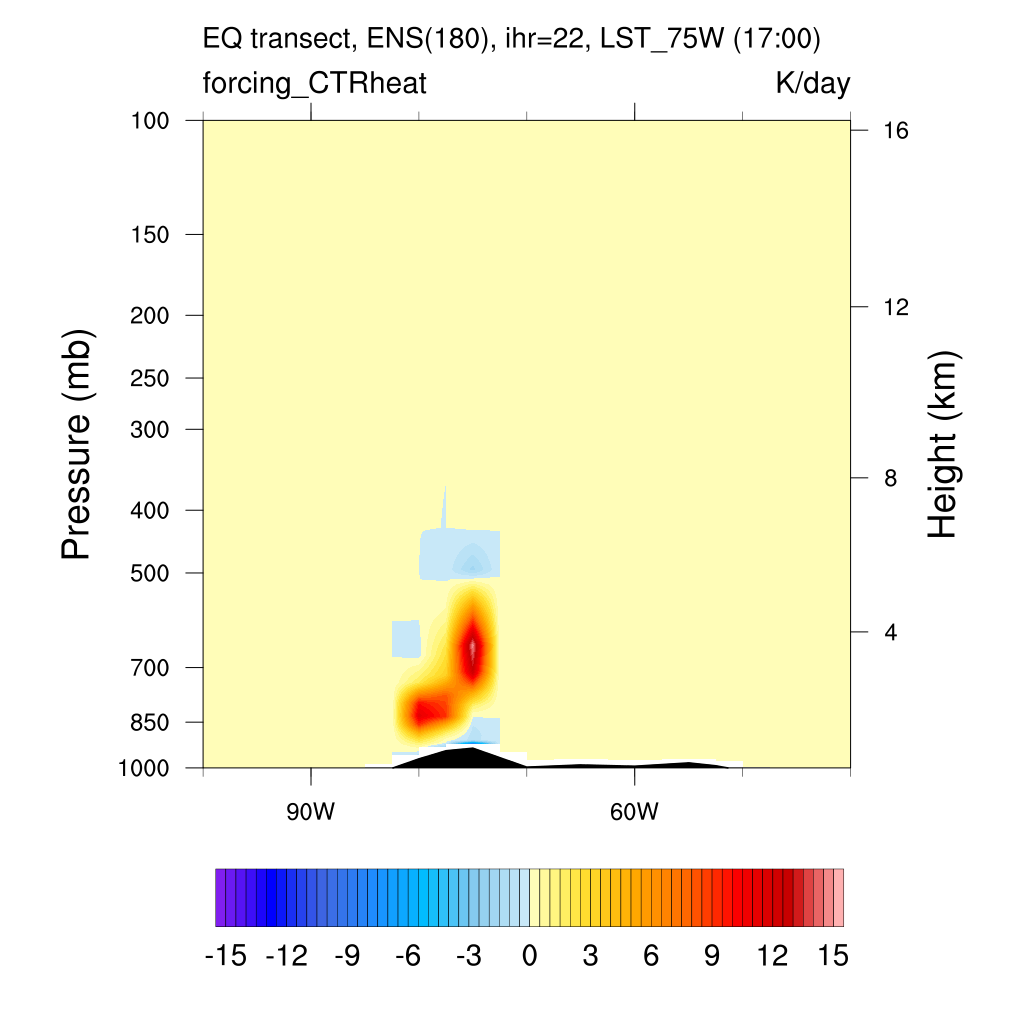 EQ transect, ENS(180), ihr=22, LST_75W (17:00)
forcing_CTRheat K/day
100
150
200
250
300
400
500
700
850
1000
Pressure (mb)
16
12
8
4
Height (km)
90W 60W
-15 -12 -9 -6 -3 0 3 6 9 12 15